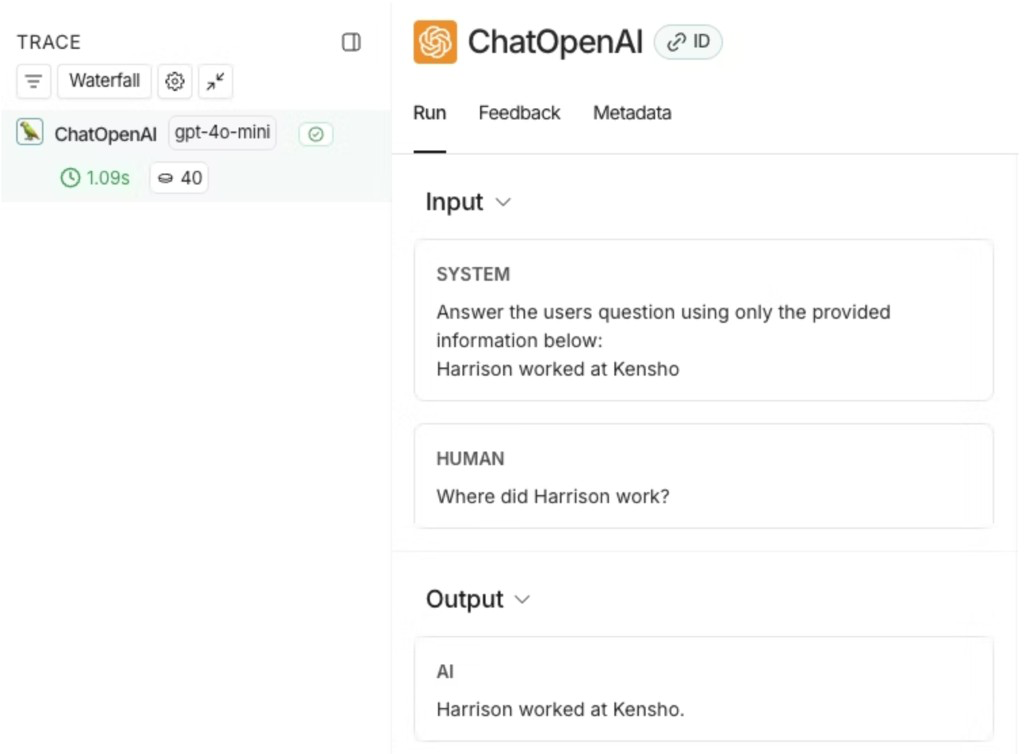 TRACE
Waterfall
ChatOpenAI gpt-4o-mini
1.09s 40
ChatOpenAI ID
Run Feedback Metadata
Input
SYSTEM
Answer the users question using only the provided
information below:
Harrison worked at Kensho
HUMAN
Where did Harrison work?
Output
AI
Harrison worked at Kensho.